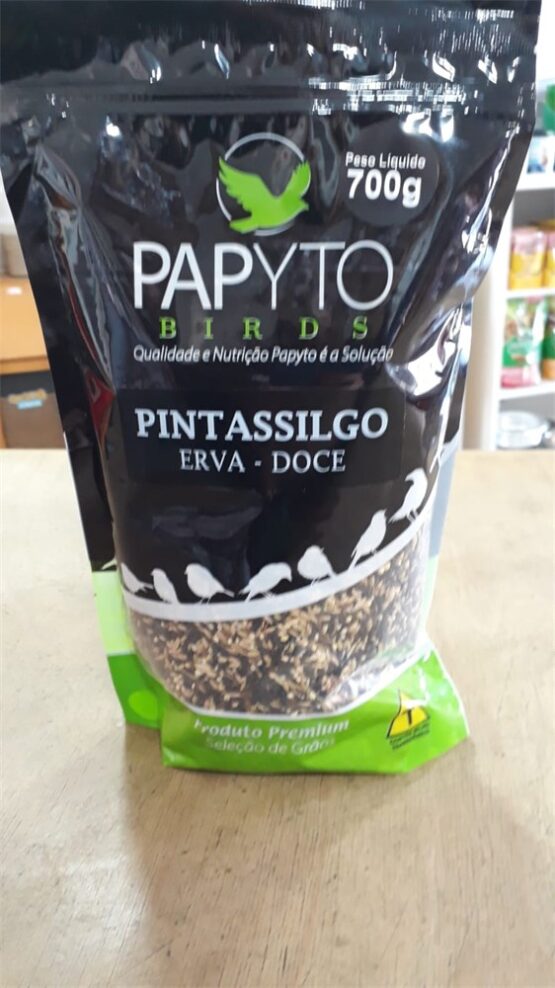 Peso Líquido
700g
PAPYTO
BIRDS
Qualidade e Nutrição Papyto é a Solução
PINTASSILGO
ERVA - DOCE
Produto Premium
Seleção de Grãos
T